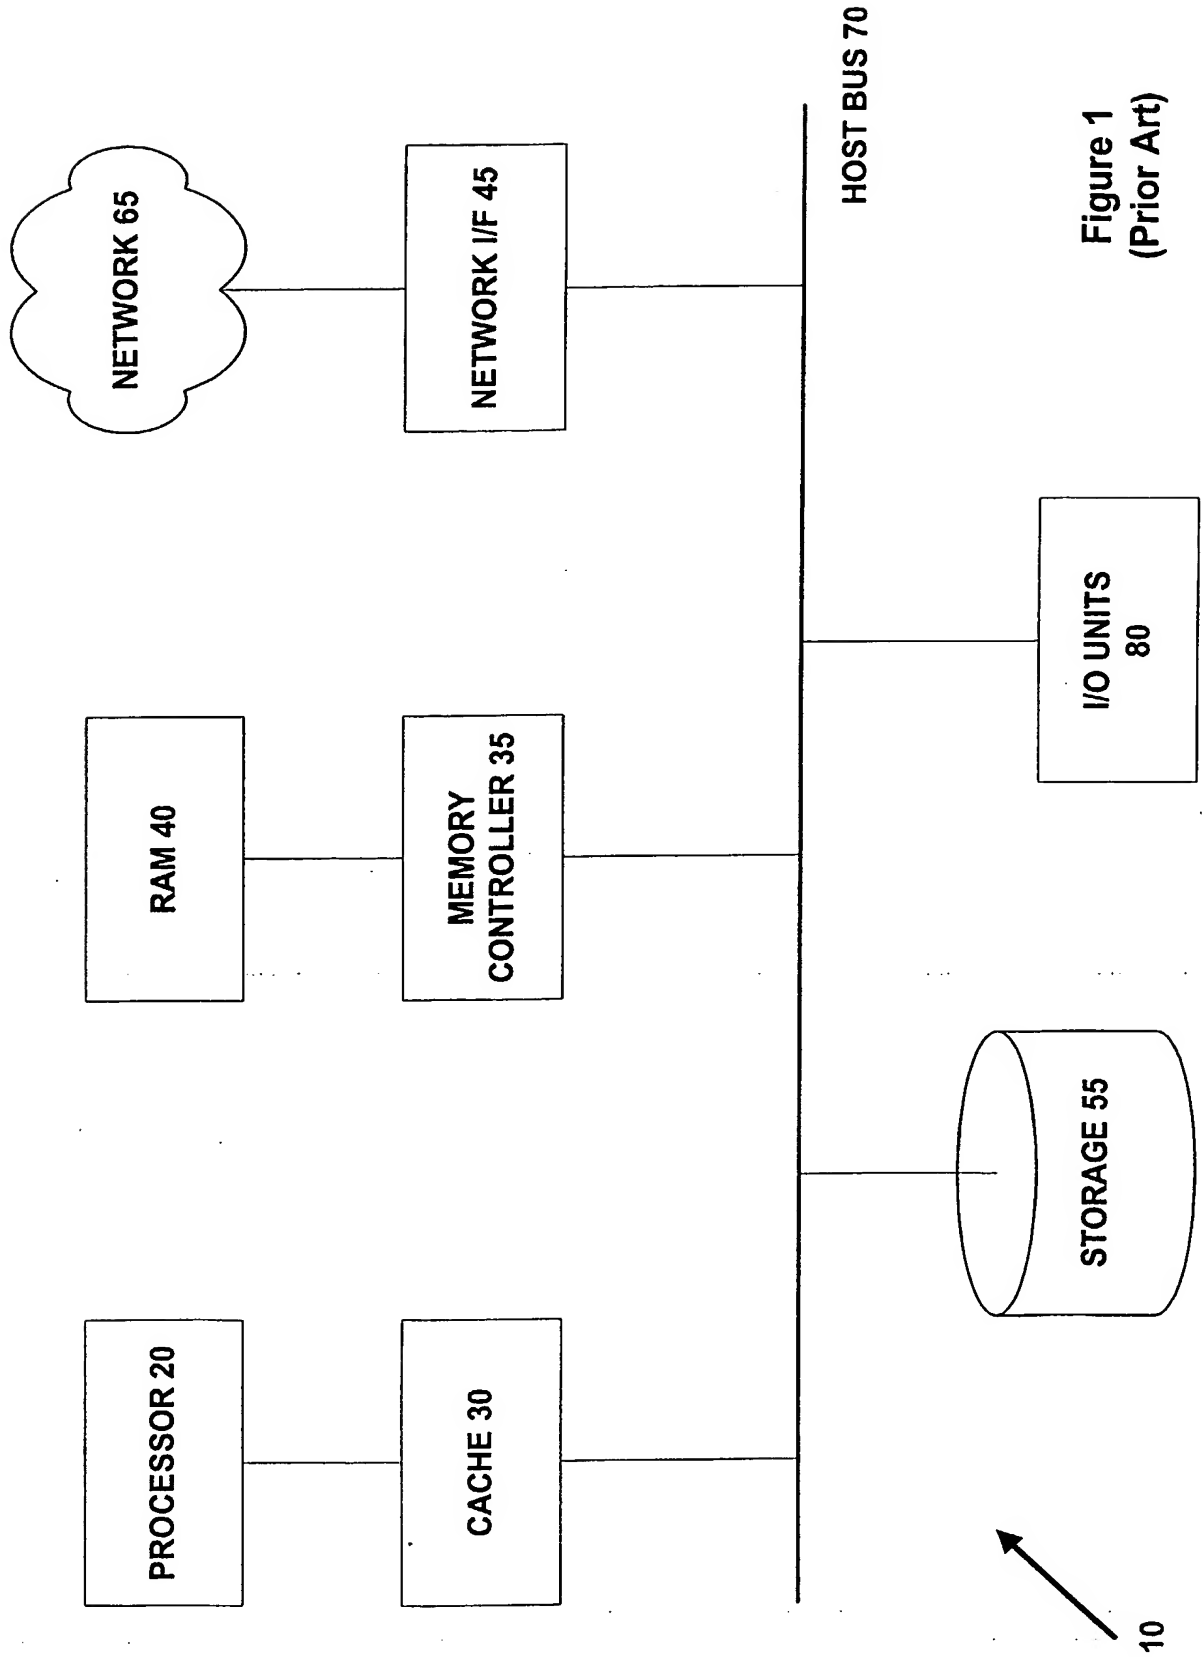 PROCESSOR 20
RAM 40
NETWORK 65
CACHE 30
MEMORY
CONTROLLER 35
NETWORK I/F 45
HOST BUS 70
STORAGE 55
I/O UNITS
80
10
Figure 1
(Prior Art)